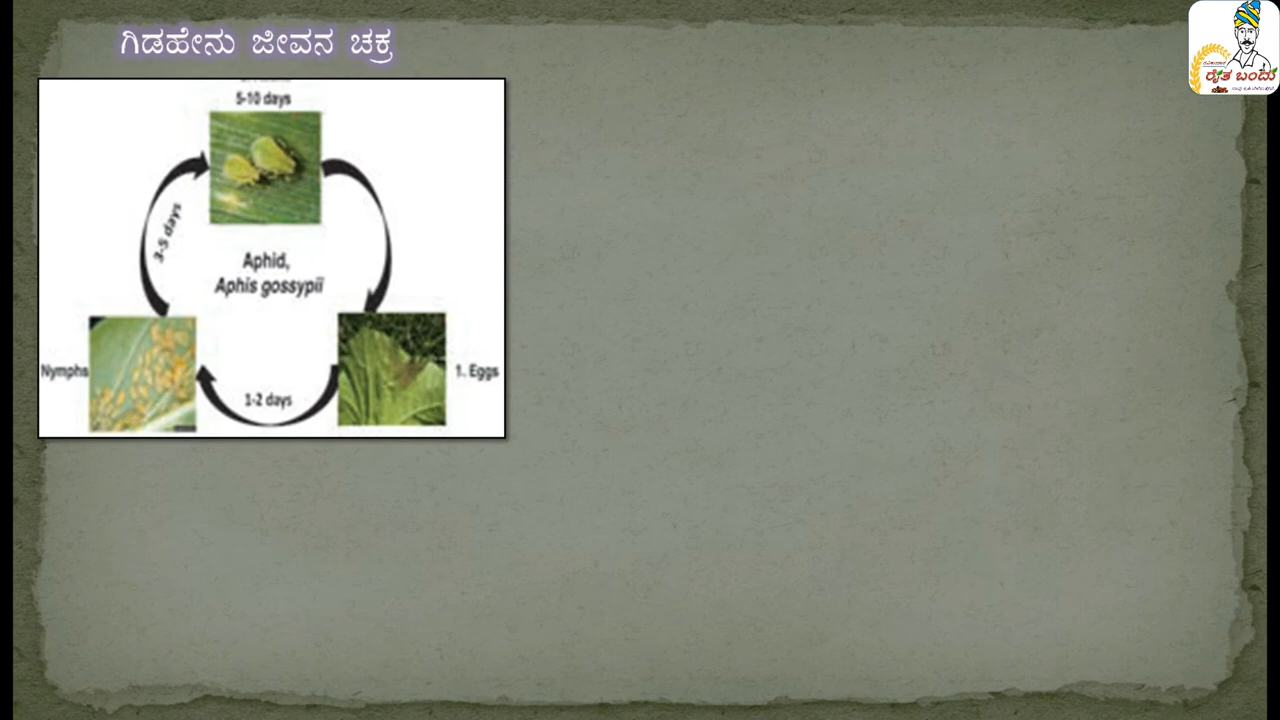 ಗಿಡಹೇನು ಜೀವನ ಚಕ್ರ
5-10 days
3-5 days
Aphid,
Aphis gossypii
Nymphs
1. Eggs
1-2 days
ರೈತ ಬಂದು